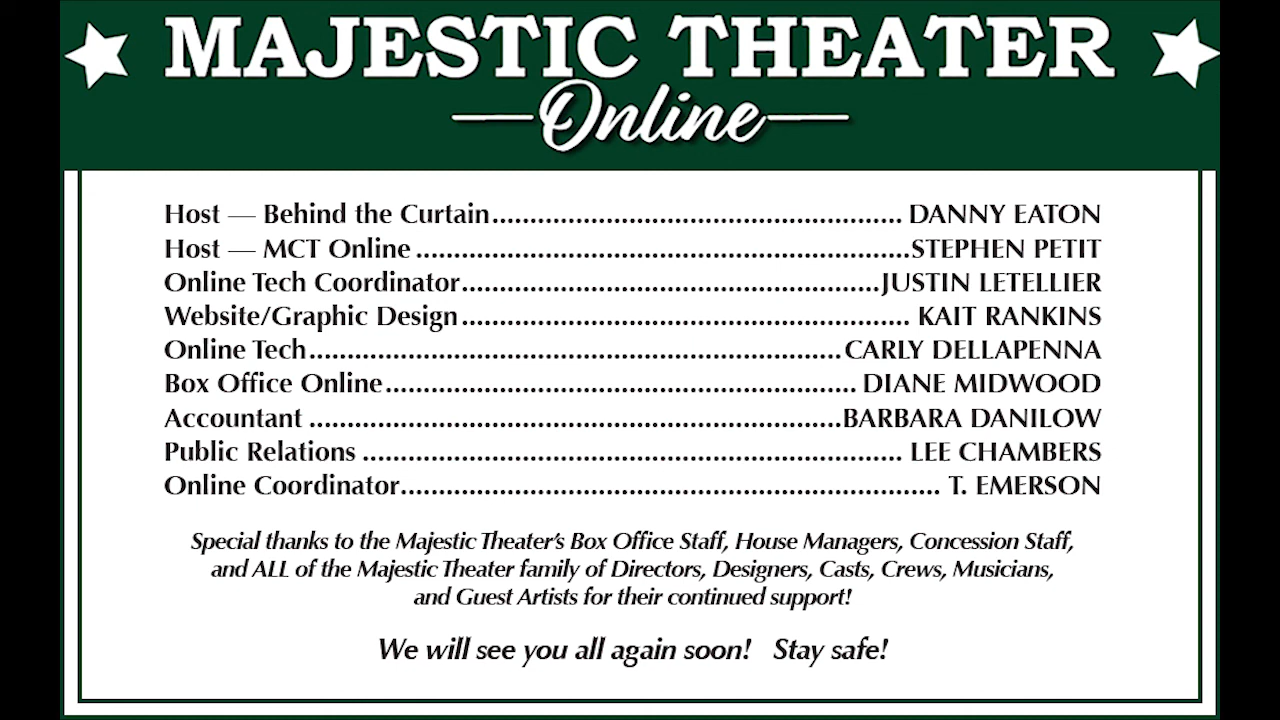 MAJESTIC THEATER
Online
Host — Behind the Curtain..................................................... DANNY EATON
Host — MCT Online ................................................................STEPHEN PETIT
Online Tech Coordinator......................................................JUSTIN LETELLIER
Website/Graphic Design.......................................................... KAIT RANKINS
Online Tech.....................................................................CARLY DELLAPENNA
Box Office Online............................................................. DIANE MIDWOOD
Accountant .....................................................................BARBARA DANILOW
Public Relations ...................................................................... LEE CHAMBERS
Online Coordinator...................................................................... T. EMERSON
Special thanks to the Majestic Theater's Box Office Staff, House Managers, Concession Staff,
and ALL of the Majestic Theater family of Directors, Designers, Casts, Crews, Musicians,
and Guest Artists for their continued support!
We will see you all again soon! Stay safe!